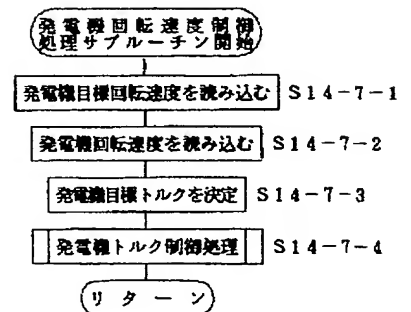 発電機回転速度制御
処理サブルーチン開始
発電機目標回転速度を読み込む S14-7-1
発電機回転速度を読み込む S14-7-2
発電機目標トルクを決定 S14-7-3
発電機トルク制御処理 S14-7-4
リターン